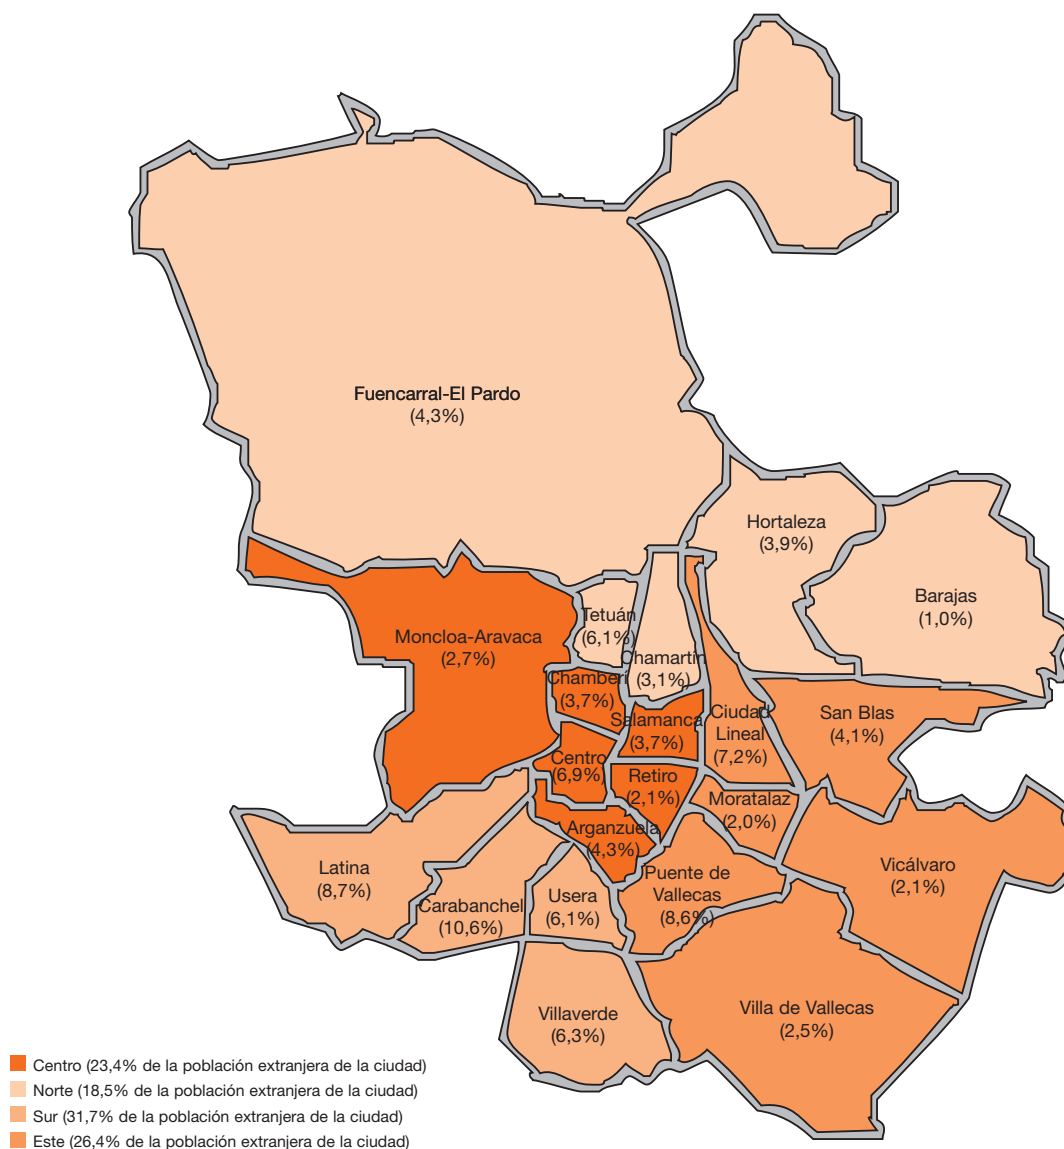 Fuencarral-El Pardo
(4,3%)
Hortaleza
(3,9%)
Barajas
(1,0%)
Tetuán
(6,1%)
Moncloa-Aravaca
(2,7%)
Chamartín
(3,1%)
Chamberí
(3,7%)
Salamanca
(3,7%)
Ciudad
Lineal
(7,2%)
San Blas
(4,1%)
Centro
(6,9%)
Retiro
(2,1%)
Moratalaz
(2,0%)
Arganzuela
(4,3%)
Latina
(8,7%)
Carabanchel
(10,6%)
Usera
(6,1%)
Puente de
Vallecas
(8,6%)
Vicálvaro
(2,1%)
Villaverde
(6,3%)
Villa de Vallecas
(2,5%)
Centro (23,4% de la población extranjera de la ciudad)
Norte (18,5% de la población extranjera de la ciudad)
Sur (31,7% de la población extranjera de la ciudad)
Este (26,4% de la población extranjera de la ciudad)